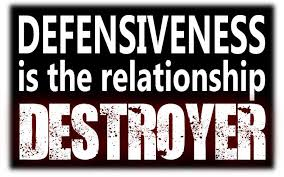 DEFENSIVENESS
is the relationship
DESTROYER